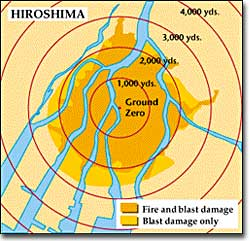 HIROSHIMA
4,000 yds.
3,000 yds.
2,000 yds.
1,000 yds.
Ground
Zero
Fire and blast damage
Blast damage only